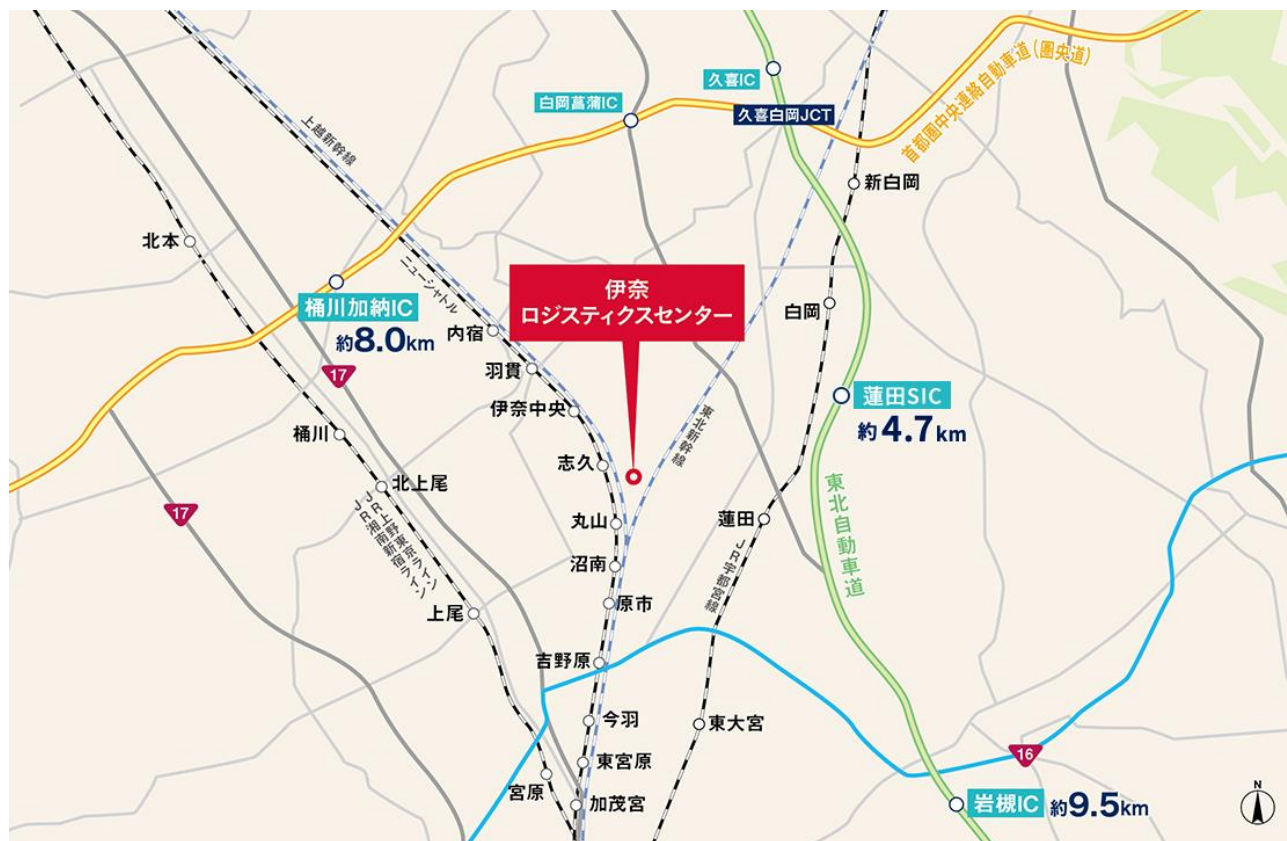 久喜IC
白岡菖蒲IC
久喜白岡JCT
首都圏中央連絡自動車道(圏央道)
上越新幹線
新白岡
北本
ニューシャトル
伊奈
ロジスティクスセンター
桶川加納IC
約8.0km
内宿
白岡
羽貫
17
伊奈中央
蓮田SIC
約4.7km
東北新幹線
桶川
志久
北上尾
17
丸山
蓮田
東北自動車道
JR上野東京ライン
JR湘南新宿ライン
沼南
JR宇都宮線
原市
上尾
吉野原
今羽
東大宮
16
東宮原
宮原
加茂宮
岩槻IC
約9.5km
N